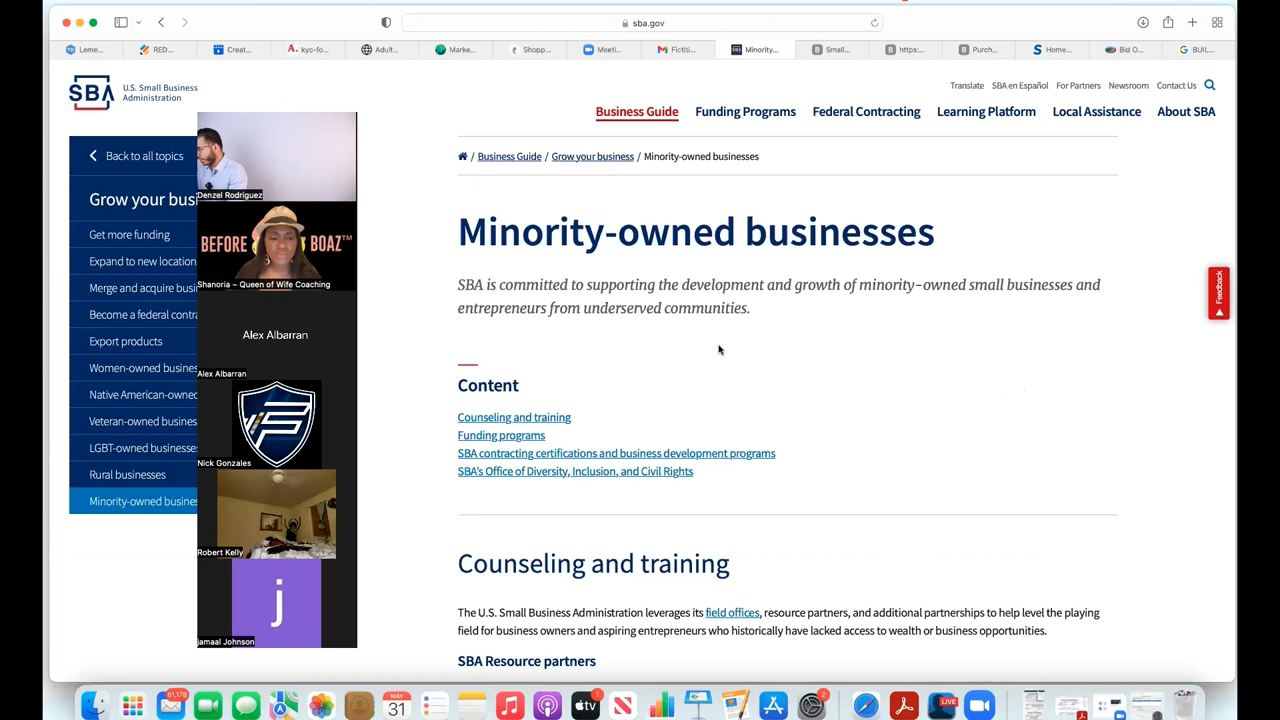 sba.gov
Leme...
RED...
Creat...
kyc-fo...
Adult...
Marke...
Shopp...
Meeti...
Fictiti...
Minority...
Small...
https:...
Purch...
Home...
Bid O...
BUIL...
SBA
U.S. Small Business
Administration
Translate
SBA en Español
For Partners
Newsroom
Contact Us
Business Guide
Funding Programs
Federal Contracting
Learning Platform
Local Assistance
About SBA
Back to all topics
Grow your busi
Get more funding
Expand to new location
Merge and acquire busi
Become a federal contra
Export products
Women-owned busines
Native American-owned
Veteran-owned busines
LGBT-owned businesse
Rural businesses
Minority-owned busine
Denzel Rodriguez
BEFORE BOAZ™
Shanoria ~ Queen of Wife Coaching
Alex Albarran
Alex Albarran
Nick Gonzales
Robert Kelly
j
jamaal Johnson
/ Business Guide / Grow your business / Minority-owned businesses
Minority-owned businesses
SBA is committed to supporting the development and growth of minority-owned small businesses and
entrepreneurs from underserved communities.
Feedback
Content
Counseling and training
Funding programs
SBA contracting certifications and business development programs
SBA's Office of Diversity, Inclusion, and Civil Rights
Counseling and training
The U.S. Small Business Administration leverages its field offices, resource partners, and additional partnerships to help level the playing
field for business owners and aspiring entrepreneurs who historically have lacked access to wealth or business opportunities.
SBA Resource partners
61,178
MAY
31
tv
1
2
LIVE